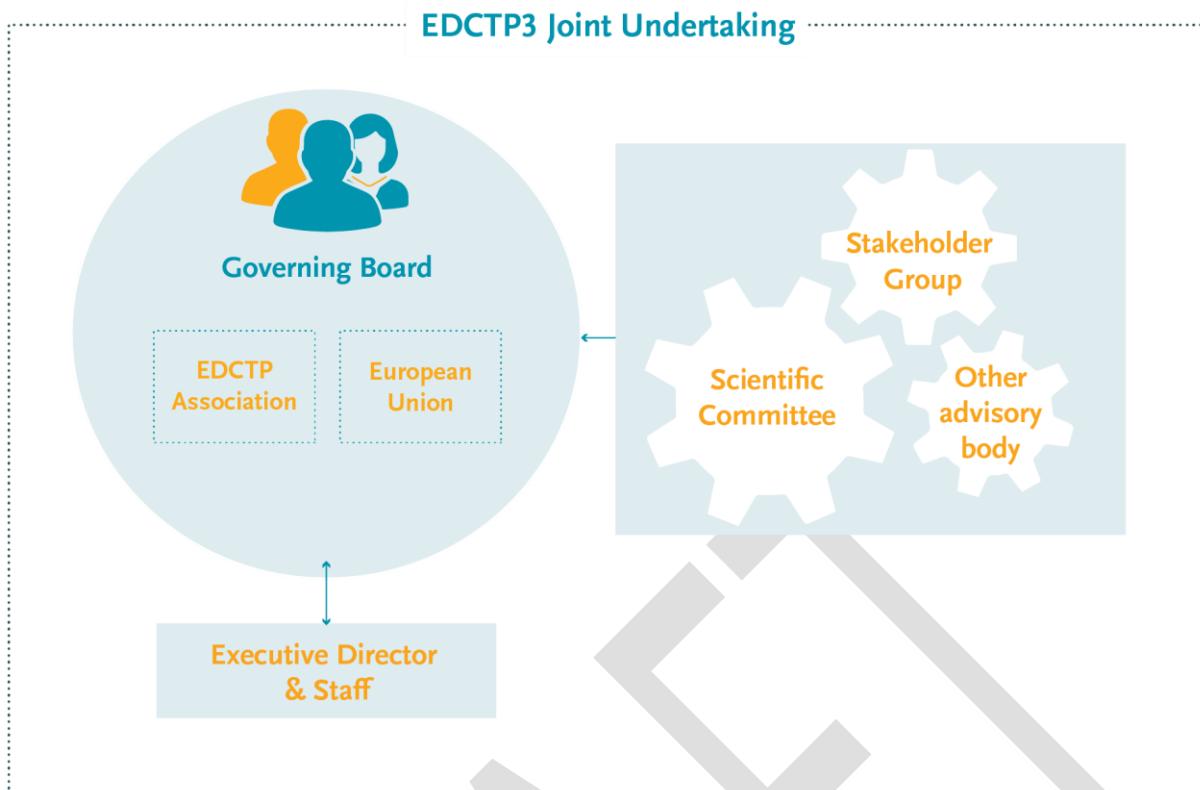 EDCTP3 Joint Undertaking
Governing Board
EDCTP
Association
European
Union
Stakeholder
Group
Scientific
Committee
Other
advisory
body
Executive Director
& Staff